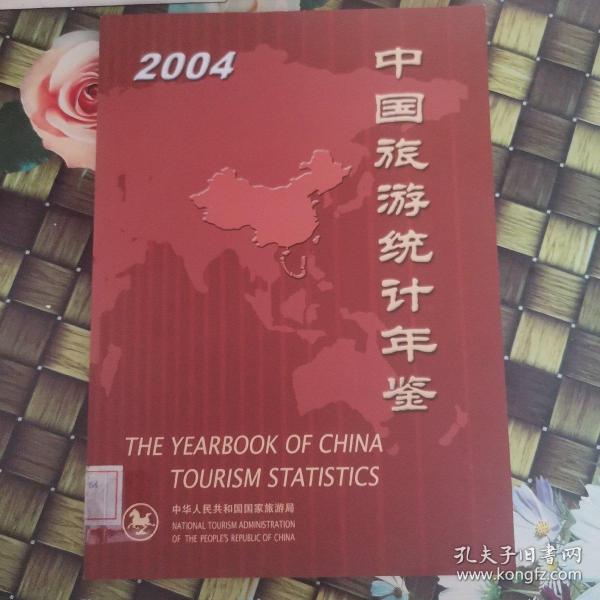 2004
中国旅游统计年鉴
THE YEARBOOK OF CHINA
TOURISM STATISTICS
中华人民共和国国家旅游局
NATIONAL TOURISM ADMINISTRATION
OF THE PEOPLE'S REPUBLIC OF CHINA
孔夫子旧书网
www.kongfz.com